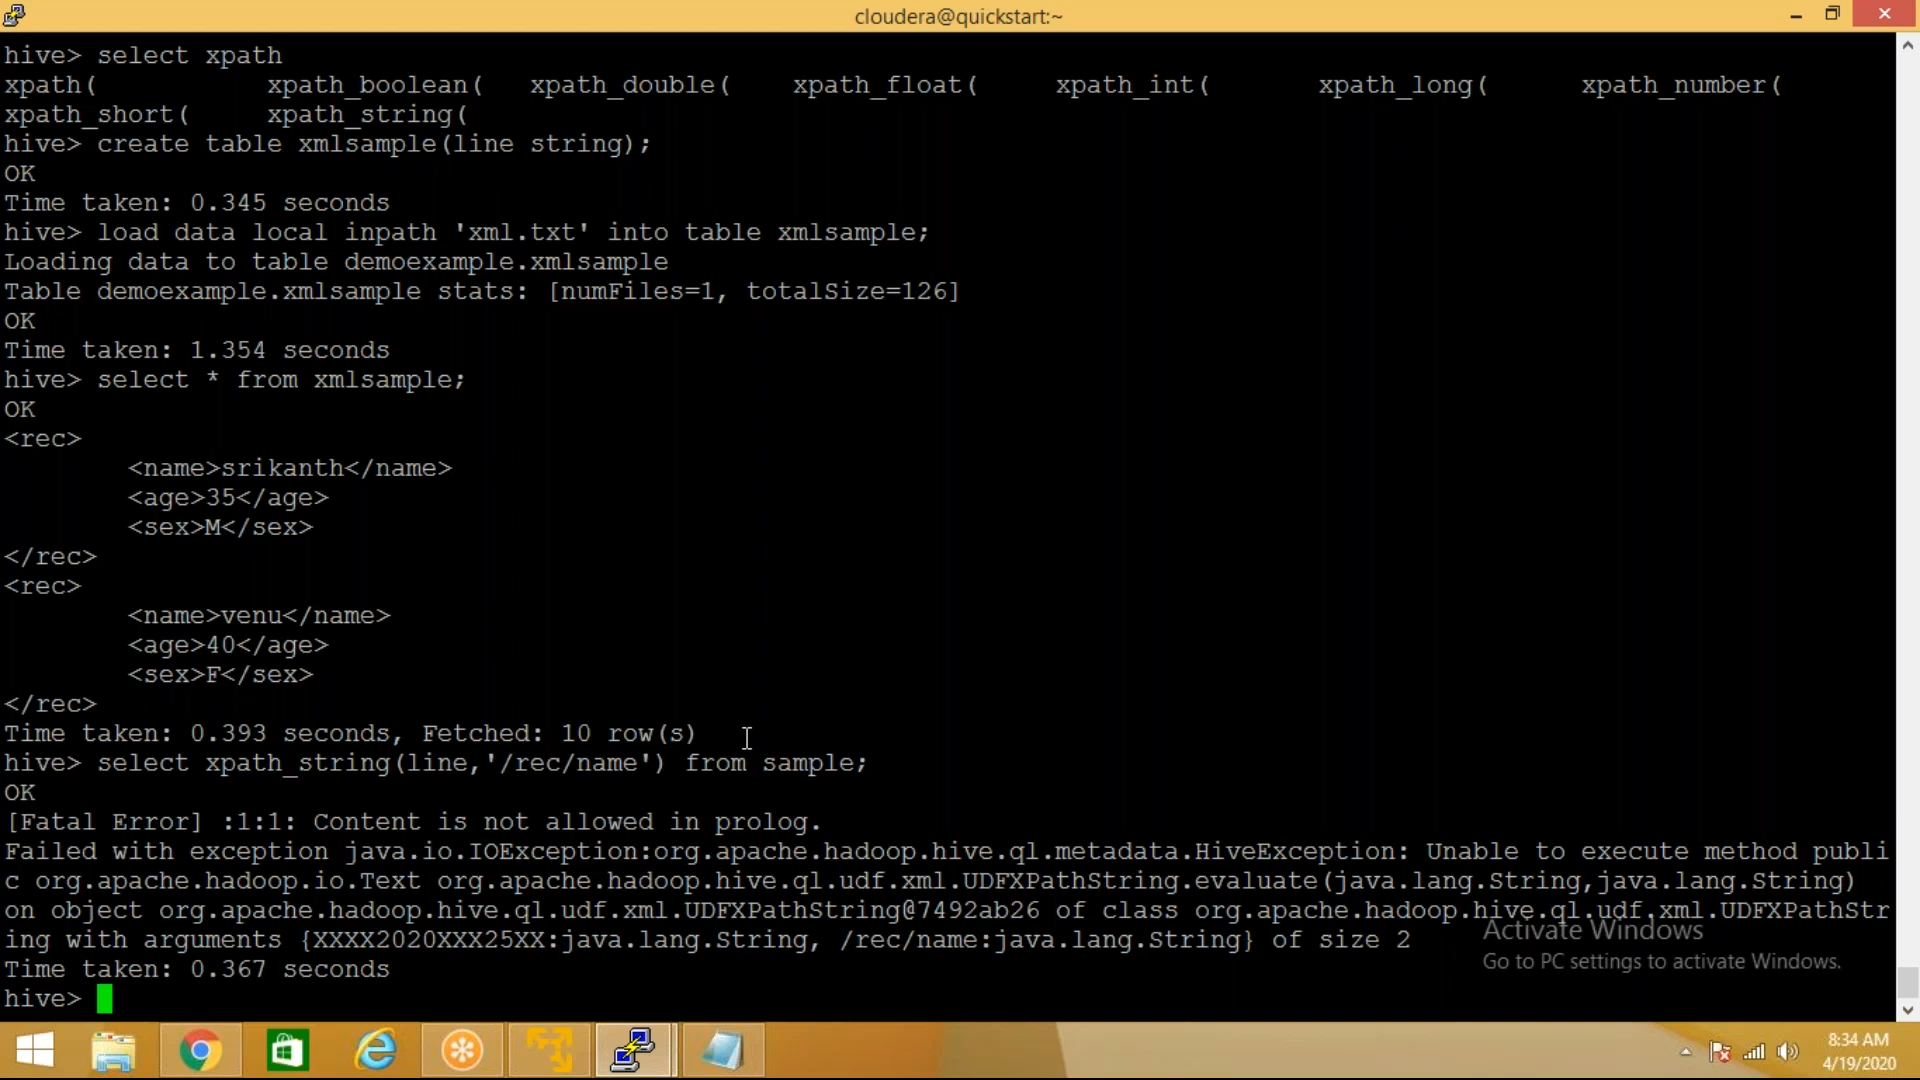 cloudera@quickstart:~
hive> select xpath
xpath( xpath_boolean( xpath_double( xpath_float( xpath_int( xpath_long( xpath_number(
xpath_short( xpath_string(
hive> create table xmlsample(line string);
OK
Time taken: 0.345 seconds
hive> load data local inpath 'xml.txt' into table xmlsample;
Loading data to table demoexample.xmlsample
Table demoexample.xmlsample stats: [numFiles=1, totalSize=126]
OK
Time taken: 1.354 seconds
hive> select * from xmlsample;
OK
<rec>
<name>srikanth</name>
<age>35</age>
<sex>M</sex>
</rec>
<rec>
<name>venu</name>
<age>40</age>
<sex>F</sex>
</rec>
Time taken: 0.393 seconds, Fetched: 10 row(s)
hive> select xpath_string(line,'/rec/name') from sample;
OK
[Fatal Error] :1:1: Content is not allowed in prolog.
Failed with exception java.io.IOException:org.apache.hadoop.hive.ql.metadata.HiveException: Unable to execute method publi
c org.apache.hadoop.io.Text org.apache.hadoop.hive.ql.udf.xml.UDFXPathString.evaluate(java.lang.String,java.lang.String)
on object org.apache.hadoop.hive.ql.udf.xml.UDFXPathString@7492ab26 of class org.apache.hadoop.hive.ql.udf.xml.UDFXPathStr
ing with arguments {XXXX2020XXX25XX:java.lang.String, /rec/name:java.lang.String} of size 2
Activate Windows
Go to PC settings to activate Windows.
Time taken: 0.367 seconds
hive>
8:34 AM
4/19/2020